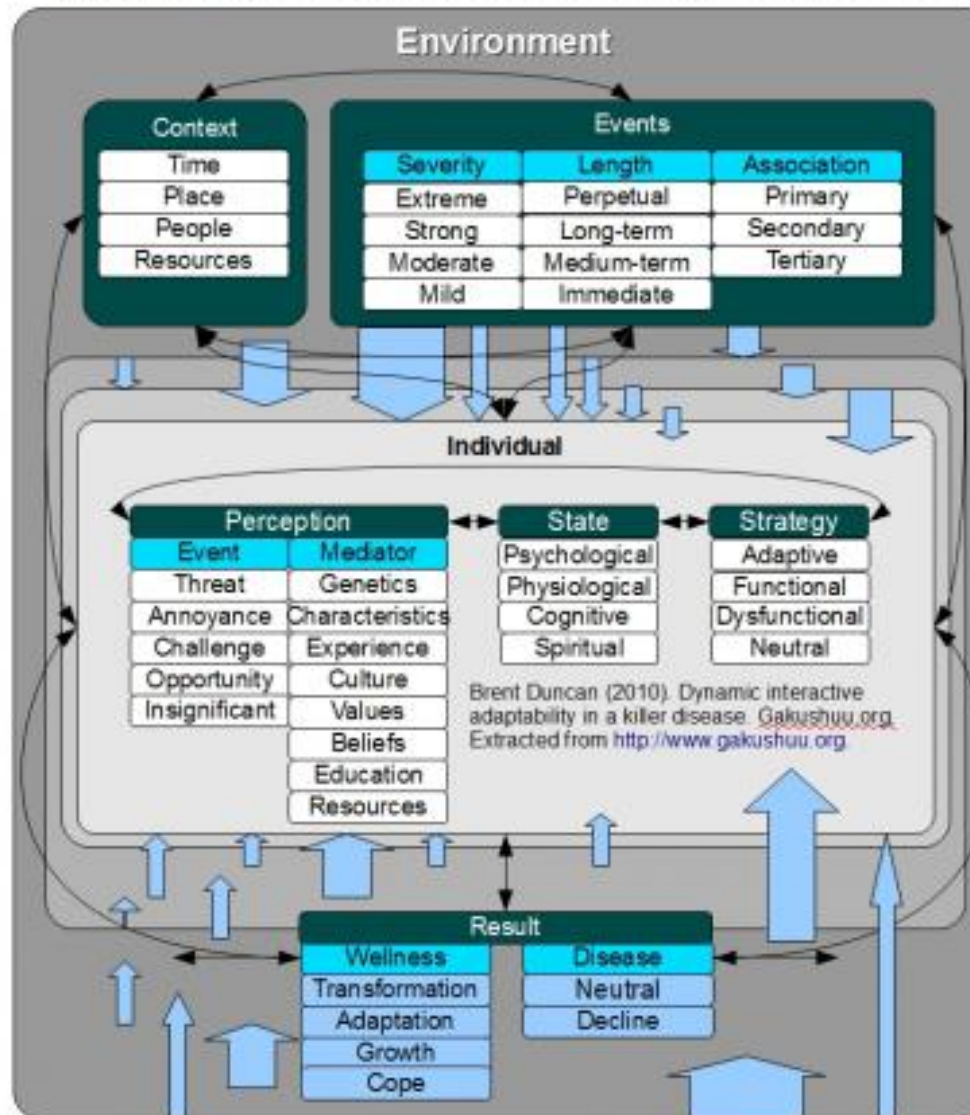 Environment
Context
Time
Place
People
Resources
Events
Severity
Extreme
Strong
Moderate
Mild
Length
Perpetual
Long-term
Medium-term
Immediate
Association
Primary
Secondary
Tertiary
Individual
Perception
Event
Threat
Annoyance
Challenge
Opportunity
Insignificant
Mediator
Genetics
Characteristics
Experience
Culture
Values
Beliefs
Education
Resources
State
Psychological
Physiological
Cognitive
Spiritual
Strategy
Adaptive
Functional
Dysfunctional
Neutral
Brent Duncan (2010). Dynamic interactive
adaptability in a killer disease. Gakushuu.org.
Extracted from http://www.gakushuu.org.
Result
Wellness
Transformation
Adaptation
Growth
Cope
Disease
Neutral
Decline